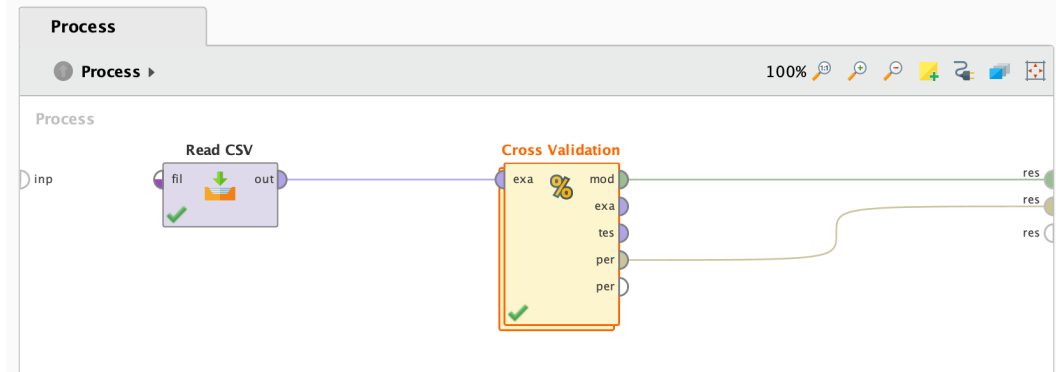 Process
Process
100%
Process
Read CSV
Cross Validation
inp
fil
out
exa
mod
exa
tes
per
per
res
res
res